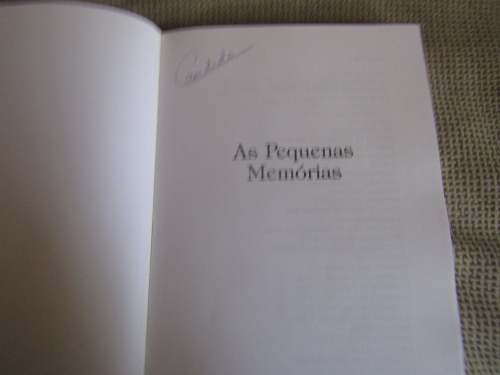 Candida
As Pequenas
Memórias